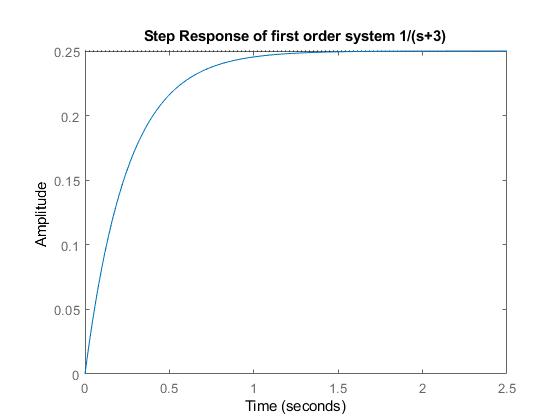 Step Response of first order system 1/(s+3)
0.25
0.2
0.15
0.1
0.05
0
Amplitude
0 0.5 1 1.5 2 2.5
Time (seconds)